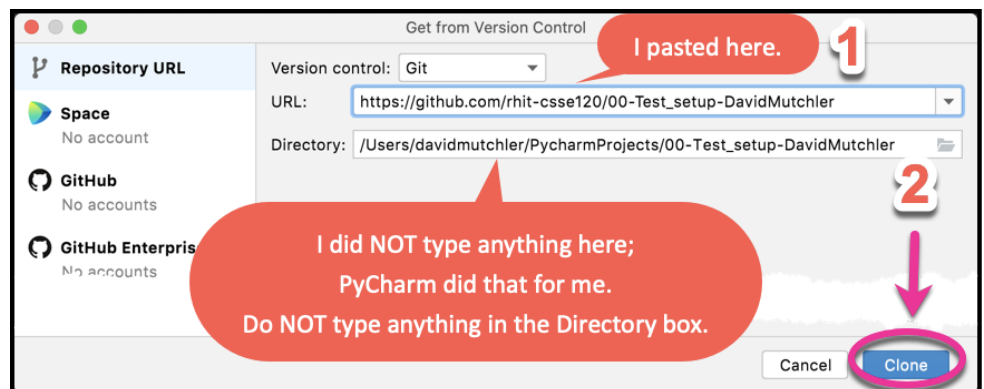 Get from Version Control
I pasted here.
1
Repository URL
Version control: Git
URL: https://github.com/rhit-csse120/00-Test_setup-DavidMutchler
Space
No account
Directory: /Users/davidmutchler/PycharmProjects/00-Test_setup-DavidMutchler
GitHub
No accounts
2
GitHub Enterpris
No accounts
I did NOT type anything here;
PyCharm did that for me.
Do NOT type anything in the Directory box.
Cancel
Clone